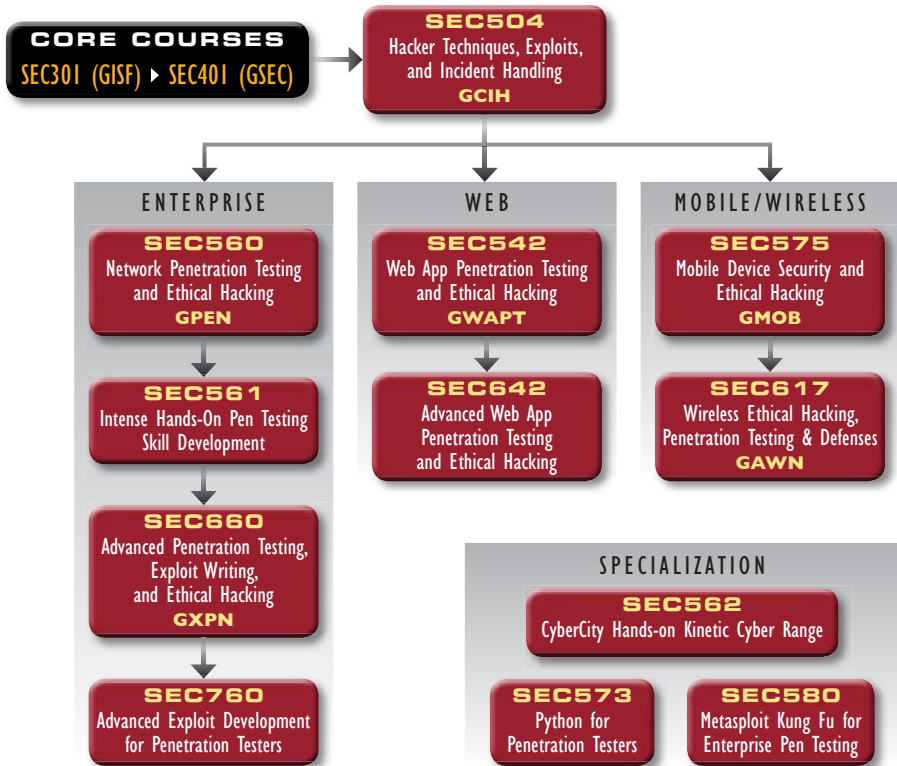 CORE COURSES
SEC301 (GISF) ▸ SEC401 (GSEC)
SEC504
Hacker Techniques, Exploits,
and Incident Handling
GCIH
ENTERPRISE
SEC560
Network Penetration Testing
and Ethical Hacking
GPEN
SEC561
Intense Hands-On Pen Testing
Skill Development
SEC660
Advanced Penetration Testing,
Exploit Writing,
and Ethical Hacking
GXPN
SEC760
Advanced Exploit Development
for Penetration Testers
WEB
SEC542
Web App Penetration Testing
and Ethical Hacking
GWAPT
SEC642
Advanced Web App
Penetration Testing
and Ethical Hacking
MOBILE/WIRELESS
SEC575
Mobile Device Security and
Ethical Hacking
GMOB
SEC617
Wireless Ethical Hacking,
Penetration Testing & Defenses
GAWN
SPECIALIZATION
SEC562
CyberCity Hands-on Kinetic Cyber Range
SEC573
Python for
Penetration Testers
SEC580
Metasploit Kung Fu for
Enterprise Pen Testing